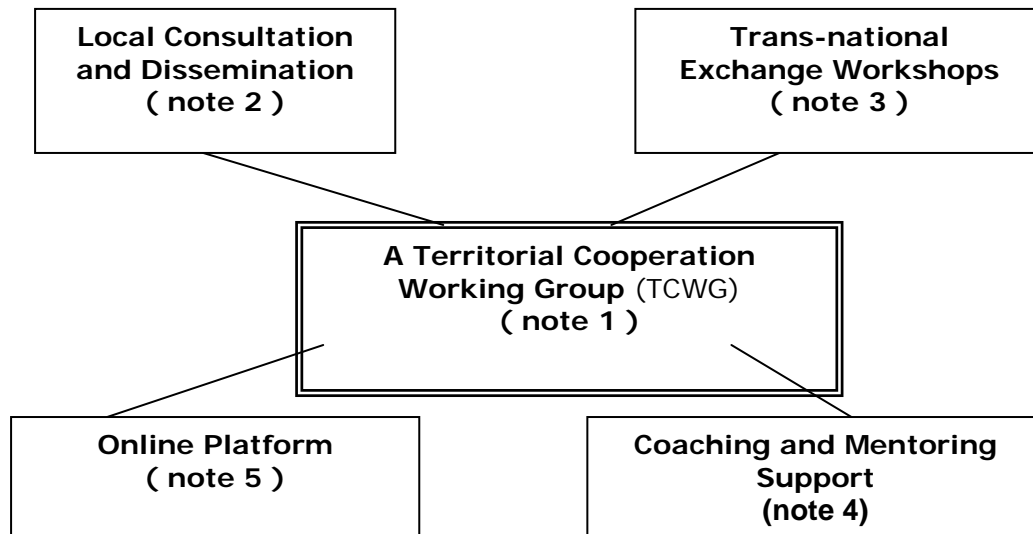 Local Consultation
and Dissemination
( note 2 )
Trans-national
Exchange Workshops
( note 3 )
A Territorial Cooperation
Working Group (TCWG)
( note 1 )
Online Platform
( note 5 )
Coaching and Mentoring
Support
(note 4)